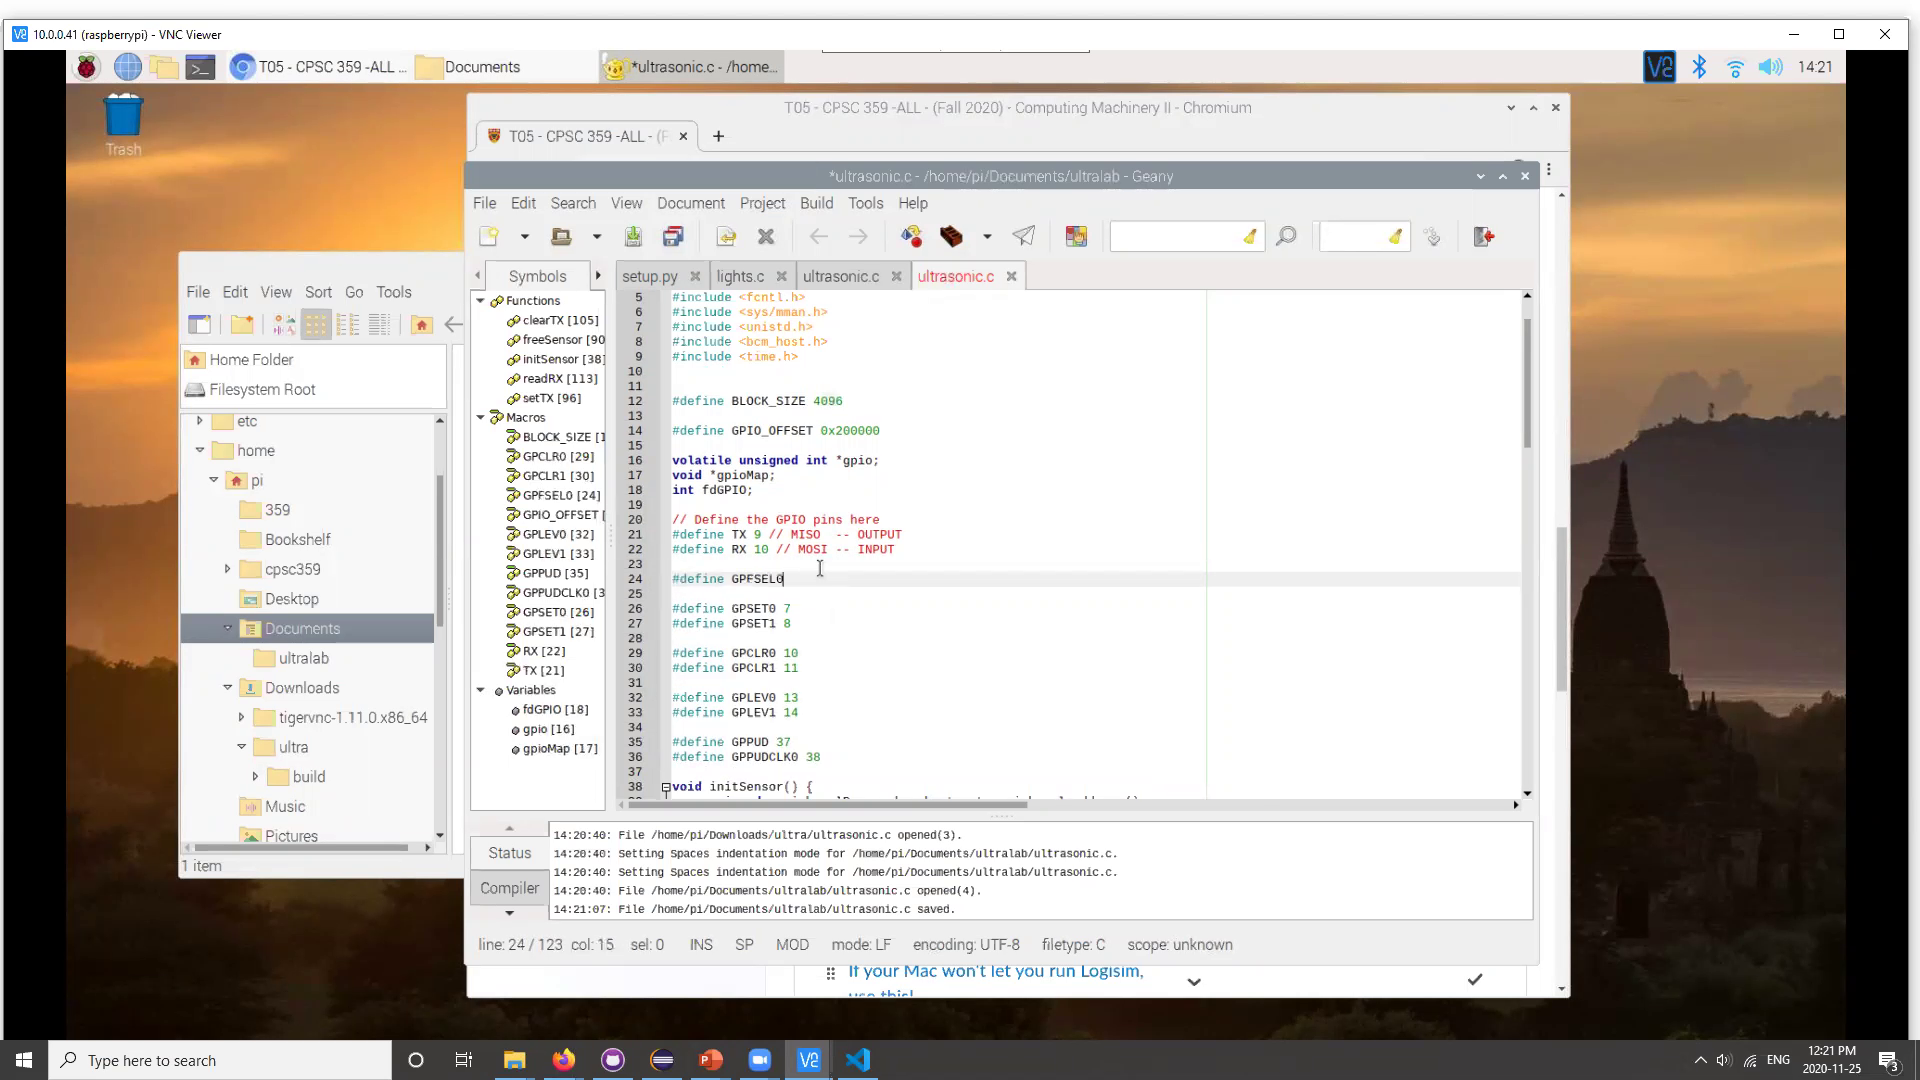 10.0.0.41 (raspberrypi) - VNC Viewer
T05 - CPSC 359 -ALL ...
Documents
*ultrasonic.c - /home...
14:21
Trash
T05 - CPSC 359 -ALL - (Fall 2020) - Computing Machinery II - Chromium
T05 - CPSC 359 -ALL - (F
*ultrasonic.c - /home/pi/Documents/ultralab - Geany
File Edit Search View Document Project Build Tools Help
Symbols
setup.py
lights.c
ultrasonic.c
ultrasonic.c
Functions
clearTX [105]
freeSensor [90
initSensor [38]
readRX [113]
setTX [96]
Macros
BLOCK_SIZE [1
GPCLR0 [29]
GPCLR1 [30]
GPFSEL0 [24]
GPIO_OFFSET [
GPLEV0 [32]
GPLEV1 [33]
GPPUD [35]
GPPUDCLK0 [3
GPSET0 [26]
GPSET1 [27]
RX [22]
TX [21]
Variables
fdGPIO [18]
gpio [16]
gpioMap [17]
5 #include <fcntl.h>
6 #include <sys/mman.h>
7 #include <unistd.h>
8 #include <bcm_host.h>
9 #include <time.h>
10
11
12 #define BLOCK_SIZE 4096
13
14 #define GPIO_OFFSET 0x200000
15
16 volatile unsigned int *gpio;
17 void *gpioMap;
18 int fdGPIO;
19
20 // Define the GPIO pins here
21 #define TX 9 // MISO  -- OUTPUT
22 #define RX 10 // MOSI -- INPUT
23
24 #define GPFSEL0
25
26 #define GPSET0 7
27 #define GPSET1 8
28
29 #define GPCLR0 10
30 #define GPCLR1 11
31
32 #define GPLEV0 13
33 #define GPLEV1 14
34
35 #define GPPUD 37
36 #define GPPUDCLK0 38
37
38 void initSensor() {
File Edit View Sort Go Tools
Home Folder
Filesystem Root
etc
home
pi
359
Bookshelf
cpsc359
Desktop
Documents
ultralab
Downloads
tigervnc-1.11.0.x86_64
ultra
build
Music
Pictures
1 item
Status
Compiler
14:20:40: File /home/pi/Downloads/ultra/ultrasonic.c opened(3).
14:20:40: Setting Spaces indentation mode for /home/pi/Documents/ultralab/ultrasonic.c.
14:20:40: Setting Spaces indentation mode for /home/pi/Documents/ultralab/ultrasonic.c.
14:20:40: File /home/pi/Documents/ultralab/ultrasonic.c opened(4).
14:21:07: File /home/pi/Documents/ultralab/ultrasonic.c saved.
line: 24 / 123 col: 15 sel: 0 INS SP MOD mode: LF encoding: UTF-8 filetype: C scope: unknown
If your Mac won't let you run Logisim,
use this!
Type here to search
ENG
12:21 PM
2020-11-25
3